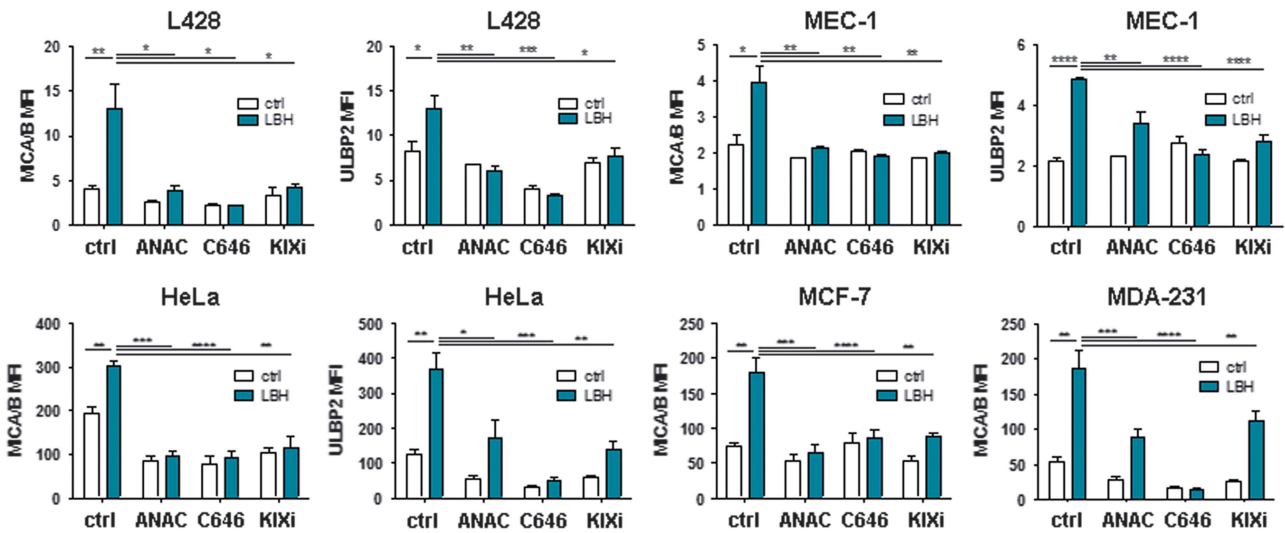 L428
MCA/B MFI
20
15
10
5
0
** * * *
ctrl
LBH
ctrl ANAC C646 KIXi
L428
ULBP2 MFI
20
15
10
5
0
* ** *** *
ctrl
LBH
ctrl ANAC C646 KIXi
MEC-1
MCA/B MFI
5
4
3
2
1
0
* ** ** **
ctrl
LBH
ctrl ANAC C646 KIXi
MEC-1
ULBP2 MFI
6
4
2
0
**** ** **** ****
ctrl
LBH
ctrl ANAC C646 KIXi
HeLa
MCA/B MFI
400
300
200
100
0
** *** **** **
ctrl
LBH
ctrl ANAC C646 KIXi
HeLa
ULBP2 MFI
500
400
300
200
100
0
** * *** **
ctrl
LBH
ctrl ANAC C646 KIXi
MCF-7
MCA/B MFI
250
200
150
100
50
0
** *** **** **
ctrl
LBH
ctrl ANAC C646 KIXi
MDA-231
MCA/B MFI
250
200
150
100
50
0
** *** **** **
ctrl
LBH
ctrl ANAC C646 KIXi